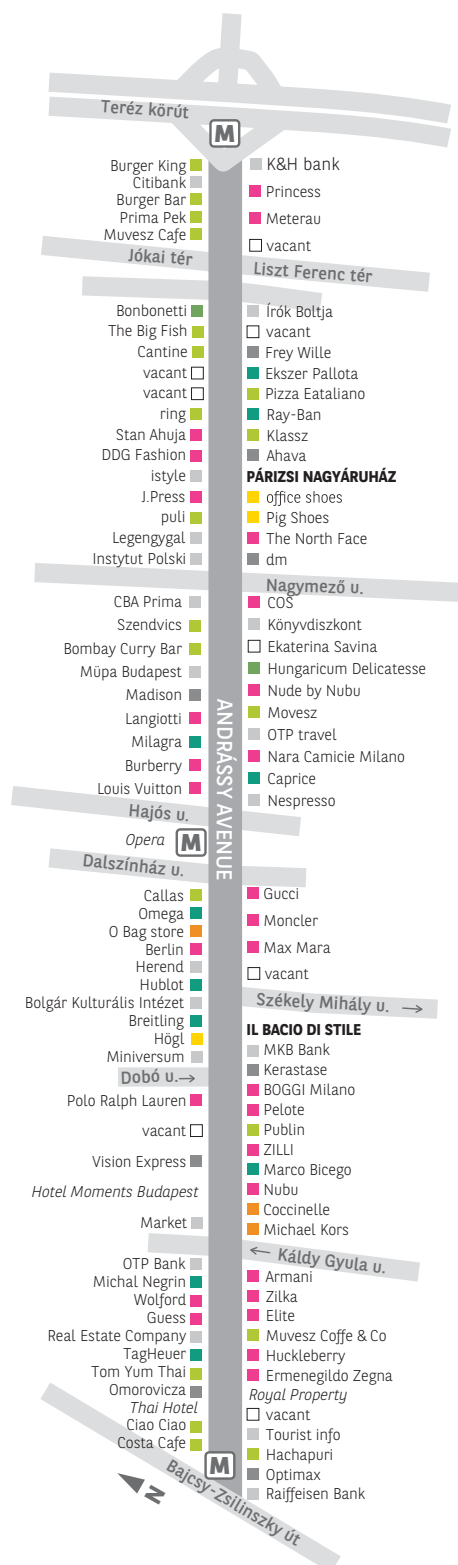 Teréz körút
M
Burger King
Citibank
Burger Bar
Prima Pek
Muvesz Cafe
K&H bank
Princess
Meterau
vacant
Jókai tér
Liszt Ferenc tér
Bonbonetti
The Big Fish
Cantine
vacant
vacant
ring
Stan Ahuja
DDG Fashion
istyle
J.Press
puli
Legengygal
Instytut Polski
Írók Boltja
vacant
Frey Wille
Ekszer Pallota
Pizza Eataliano
Ray-Ban
Klassz
Ahava
PÁRIZSI NAGYÁRUHÁZ
office shoes
Pig Shoes
The North Face
dm
Nagymező u.
CBA Prima
Szendvics
Bombay Curry Bar
Müpa Budapest
Madison
Langiotti
Milagra
Burberry
Louis Vuitton
COS
Könyvdiszkont
Ekaterina Savina
Hungaricum Delicatesse
Nude by Nubu
Movesz
OTP travel
Nara Camicie Milano
Caprice
Nespresso
ANDRÁSSY AVENUE
Hajós u.
Opera M
Dalszínház u.
Callas
Omega
O Bag store
Berlin
Herend
Hublot
Bolgár Kulturális Intézet
Breitling
Högl
Miniversum
Gucci
Moncler
Max Mara
vacant
Székely Mihály u. →
Dobó u.→
Polo Ralph Lauren
vacant
Vision Express
Hotel Moments Budapest
Market
IL BACIO DI STILE
MKB Bank
Kerastase
BOGGI Milano
Pelote
Publin
ZILLI
Marco Bicego
Nubu
Coccinelle
Michael Kors
← Káldy Gyula u.
OTP Bank
Michal Negrin
Wolford
Guess
Real Estate Company
TagHeuer
Tom Yum Thai
Omorovicza
Thai Hotel
Ciao Ciao
Costa Cafe
Armani
Zilka
Elite
Muvesz Coffe & Co
Huckleberry
Ermenegildo Zegna
Royal Property
vacant
Tourist info
Hachapuri
Optimax
Raiffeisen Bank
M
Bajcsy-Zsilinszky út
N